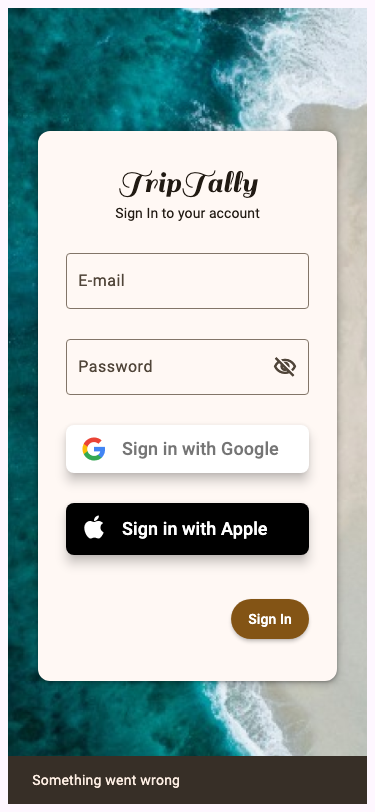 TripTally
Sign In to your account
E-mail
Password
Sign in with Google
Sign in with Apple
Sign In
Something went wrong